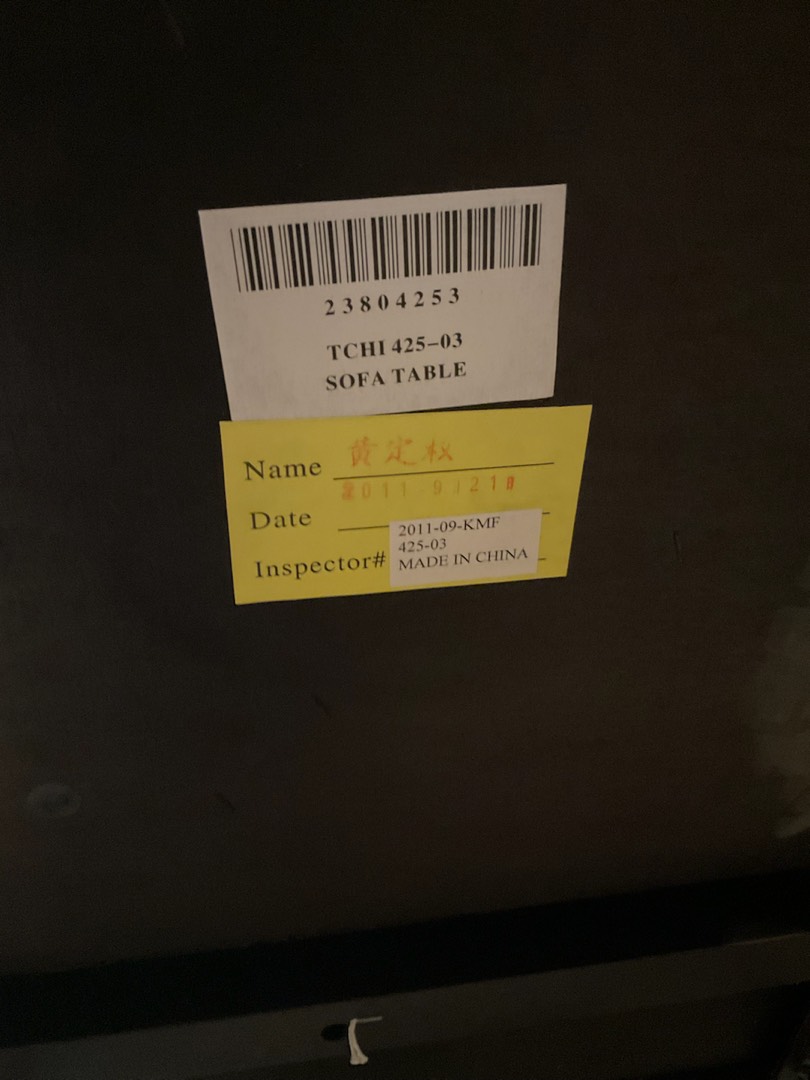 23804253
TCHI 425-03
SOFA TABLE
Name 黄定权
2011 9 21
Date
2011-09-KMF
425-03
Inspector# MADE IN CHINA